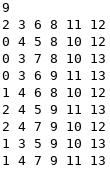 9
2 3 6 8 11 12
0 4 5 8 10 12
0 3 7 8 10 13
0 3 6 9 11 13
1 4 6 8 10 12
2 4 5 9 11 13
2 4 7 9 10 12
1 3 5 9 10 13
1 4 7 9 11 13